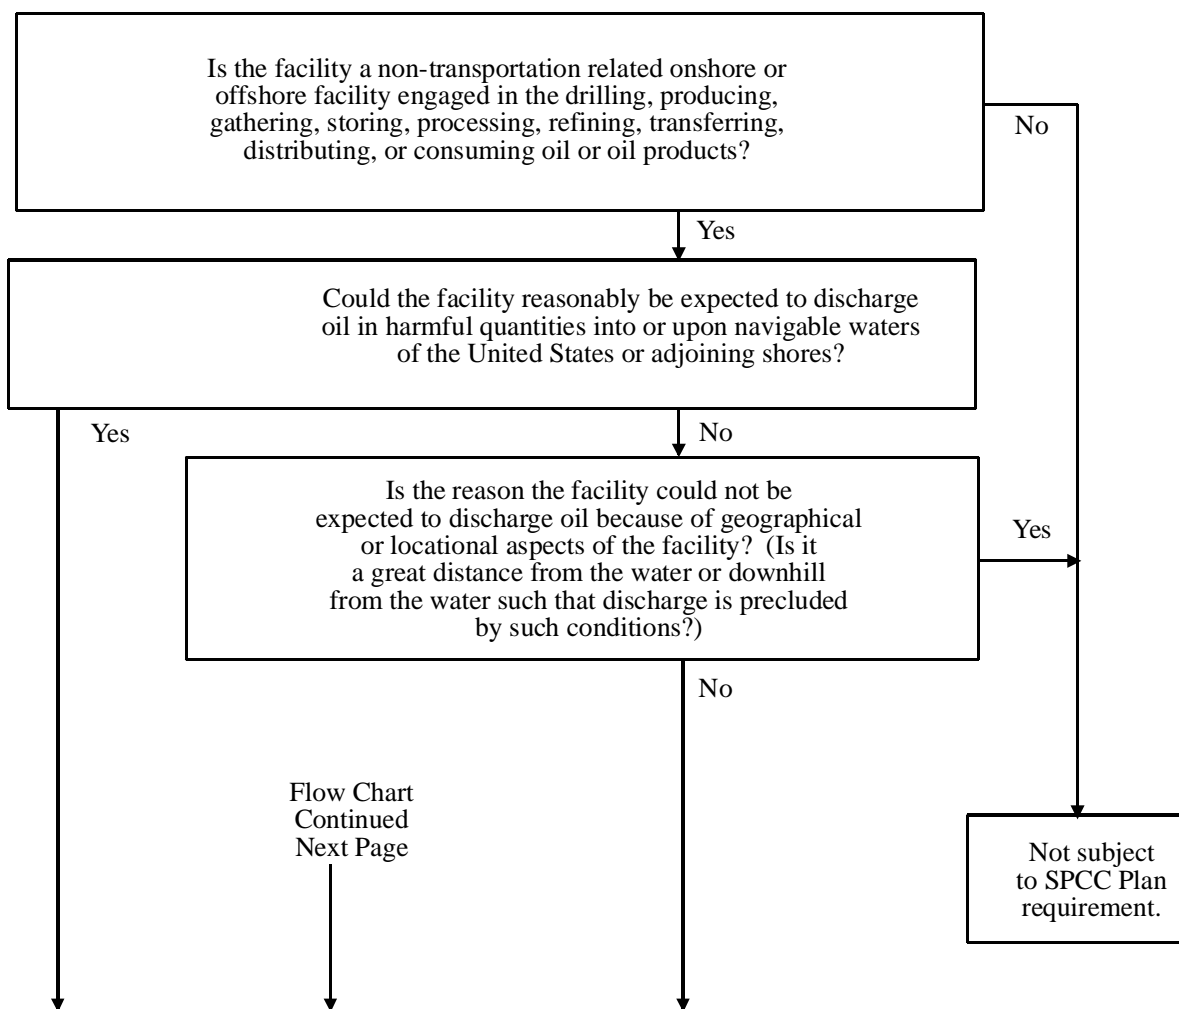 Is the facility a non-transportation related onshore or
offshore facility engaged in the drilling, producing,
gathering, storing, processing, refining, transferring,
distributing, or consuming oil or oil products?
No
Yes
Could the facility reasonably be expected to discharge
oil in harmful quantities into or upon navigable waters
of the United States or adjoining shores?
Yes
No
Is the reason the facility could not be
expected to discharge oil because of geographical
or locational aspects of the facility?  (Is it
a great distance from the water or downhill
from the water such that discharge is precluded
by such conditions?)
Yes
No
Flow Chart
Continued
Next Page
Not subject
to SPCC Plan
requirement.